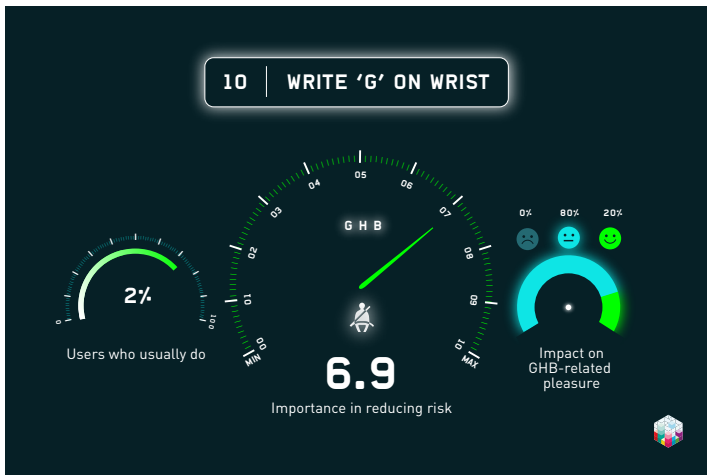 10 WRITE ‘G’ ON WRIST
GHB
00
01
02
03
04
05
06
07
08
09
10
MIN
MAX
6.9
Importance in reducing risk
0
100
2%
Users who usually do
0% 80% 20%
Impact on
GHB-related
pleasure